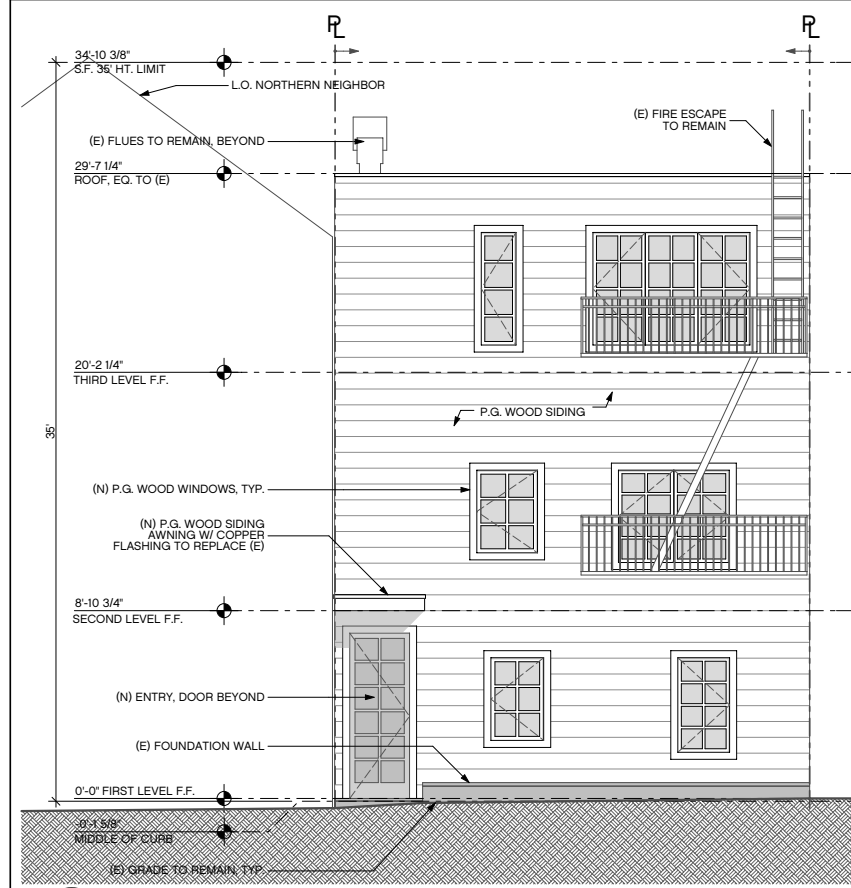 PL
PL
34'-10 3/8"
S.F. 35' HT. LIMIT
L.O. NORTHERN NEIGHBOR
(E) FIRE ESCAPE
TO REMAIN
(E) FLUES TO REMAIN, BEYOND
29'-7 1/4"
ROOF, EQ. TO (E)
20'-2 1/4"
THIRD LEVEL F.F.
P.G. WOOD SIDING
35'
(N) P.G. WOOD WINDOWS, TYP.
(N) P.G. WOOD SIDING
AWNING W/ COPPER
FLASHING TO REPLACE (E)
8'-10 3/4"
SECOND LEVEL F.F.
(N) ENTRY, DOOR BEYOND
(E) FOUNDATION WALL
0'-0" FIRST LEVEL F.F.
-0'-1 5/8"
MIDDLE OF CURB
(E) GRADE TO REMAIN, TYP.